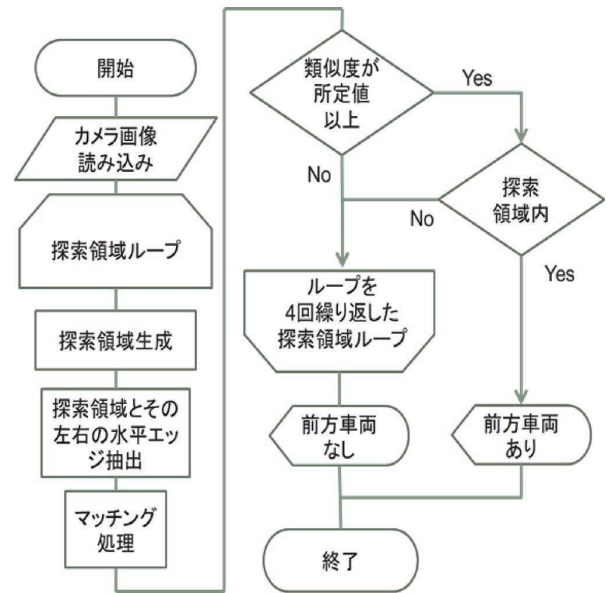 開始
カメラ画像
読み込み
探索領域ループ
探索領域生成
探索領域とその
左右の水平エッ
ジ抽出
マッチング
処理
類似度が
所定値
以上
Yes
No
探索
領域内
No
Yes
ループを
4回繰り返した
探索領域ループ
前方車両
なし
前方車両
あり
終了